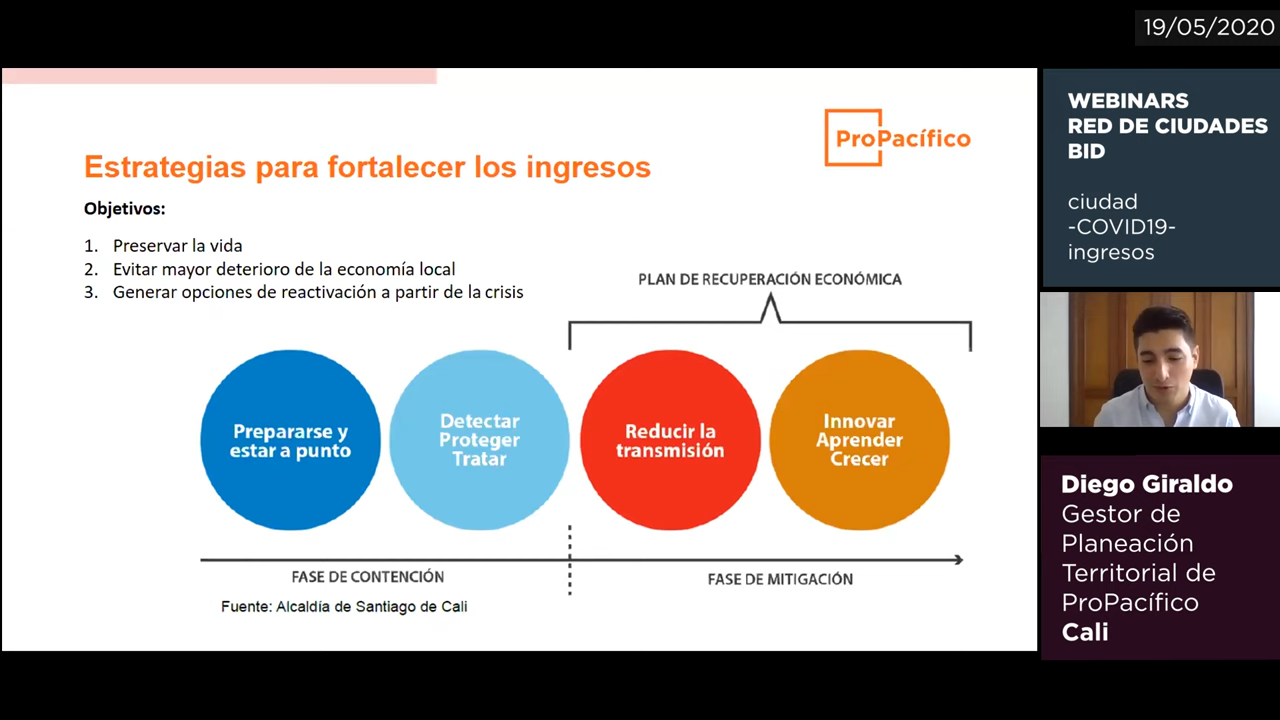 19/05/2020
ProPacífico
Estrategias para fortalecer los ingresos
Objetivos:
1. Preservar la vida
2. Evitar mayor deterioro de la economía local
3. Generar opciones de reactivación a partir de la crisis
PLAN DE RECUPERACIÓN ECONÓMICA
Prepararse y
estar a punto
Detectar
Proteger
Tratar
Reducir la
transmisión
Innovar
Aprender
Crecer
FASE DE CONTENCIÓN
FASE DE MITIGACIÓN
Fuente: Alcaldía de Santiago de Cali
WEBINARS
RED DE CIUDADES
BID
ciudad
-COVID19-
ingresos
Diego Giraldo
Gestor de
Planeación
Territorial de
ProPacífico
Cali